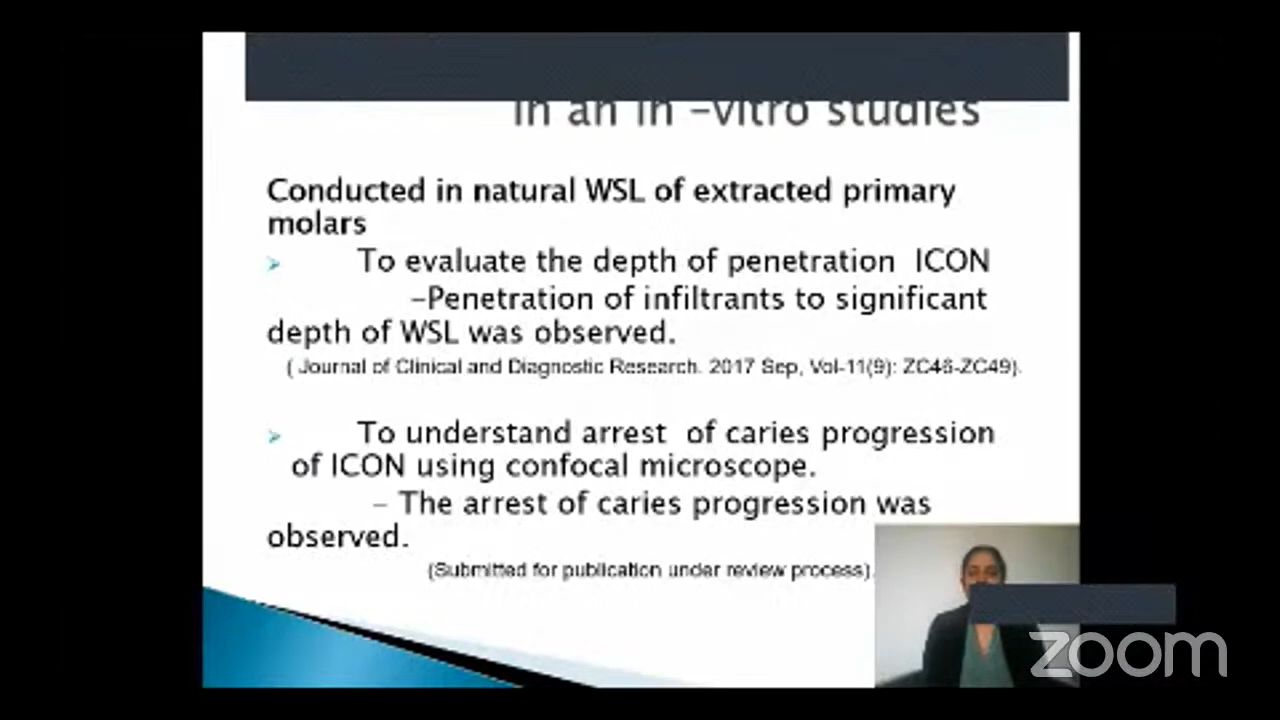 in an in -vitro studies
Conducted in natural WSL of extracted primary
molars
➢ To evaluate the depth of penetration ICON
-Penetration of infiltrants to significant
depth of WSL was observed.
( Journal of Clinical and Diagnostic Research. 2017 Sep, Vol-11(9): ZC46-ZC49).
➢ To understand arrest of caries progression
of ICON using confocal microscope.
- The arrest of caries progression was
observed.
(Submitted for publication under review process).
zoom